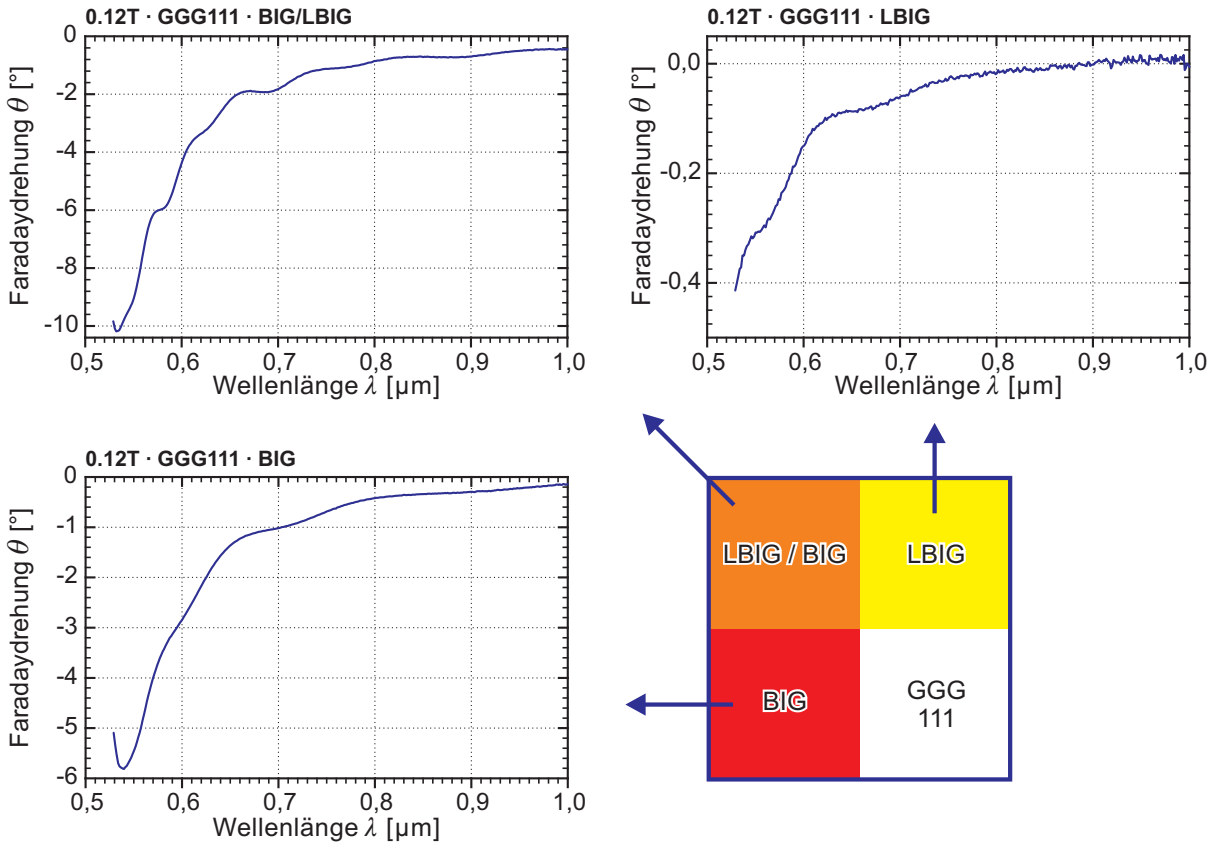 0.12T · GGG111 · BIG/LBIG
0
-2
-4
-6
-8
-10
0,5 0,6 0,7 0,8 0,9 1,0
Wellenlänge λ [µm]
Faradaydrehung θ [°]
0.12T · GGG111 · LBIG
0,0
-0,2
-0,4
0,5 0,6 0,7 0,8 0,9 1,0
Wellenlänge λ [µm]
Faradaydrehung θ [°]
0.12T · GGG111 · BIG
0
-1
-2
-3
-4
-5
-6
0,5 0,6 0,7 0,8 0,9 1,0
Wellenlänge λ [µm]
Faradaydrehung θ [°]
LBIG / BIG
LBIG
BIG
GGG
111